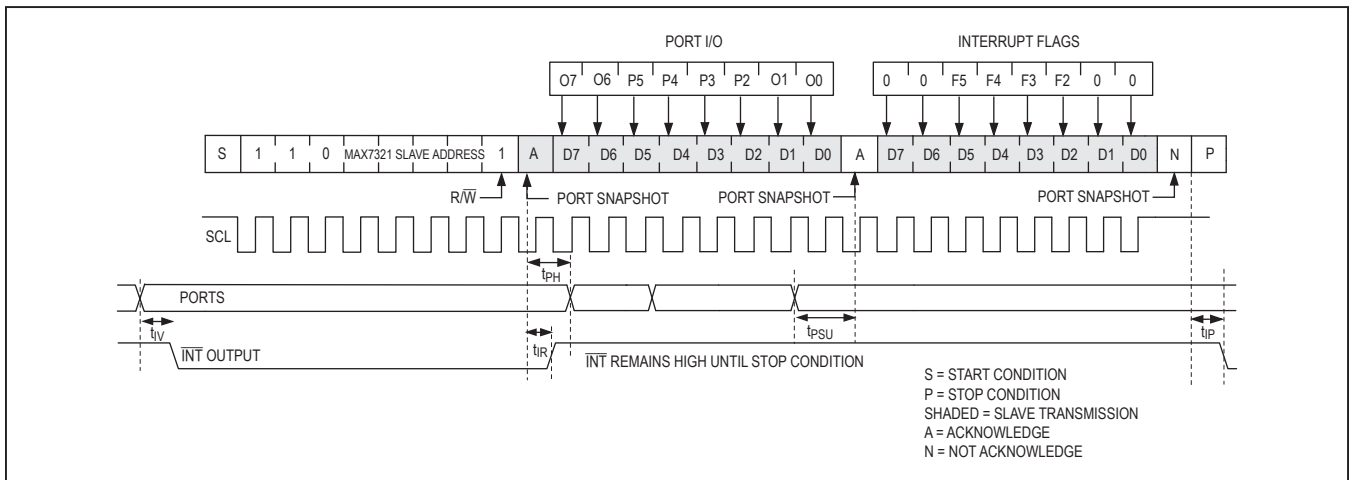 PORT I/O INTERRUPT FLAGS
O7 O6 P5 P4 P3 P2 O1 O0 0 0 F5 F4 F3 F2 0 0
S 1 1 0 MAX7321 SLAVE ADDRESS 1 A D7 D6 D5 D4 D3 D2 D1 D0 A D7 D6 D5 D4 D3 D2 D1 D0 N P
R/W̅ PORT SNAPSHOT PORT SNAPSHOT PORT SNAPSHOT
SCL
tPH
PORTS
tIV tIR tPSU tIP
I̅N̅T̅ OUTPUT I̅N̅T̅ REMAINS HIGH UNTIL STOP CONDITION
S = START CONDITION
P = STOP CONDITION
SHADED = SLAVE TRANSMISSION
A = ACKNOWLEDGE
N = NOT ACKNOWLEDGE